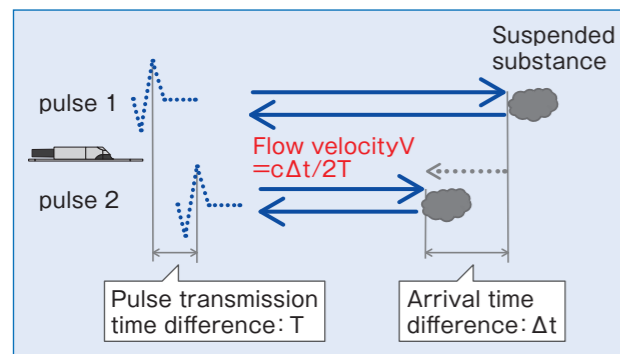 Suspended
substance
pulse 1
Flow velocityV
=cΔt/2T
pulse 2
Pulse transmission
time difference: T
Arrival time
difference: Δt